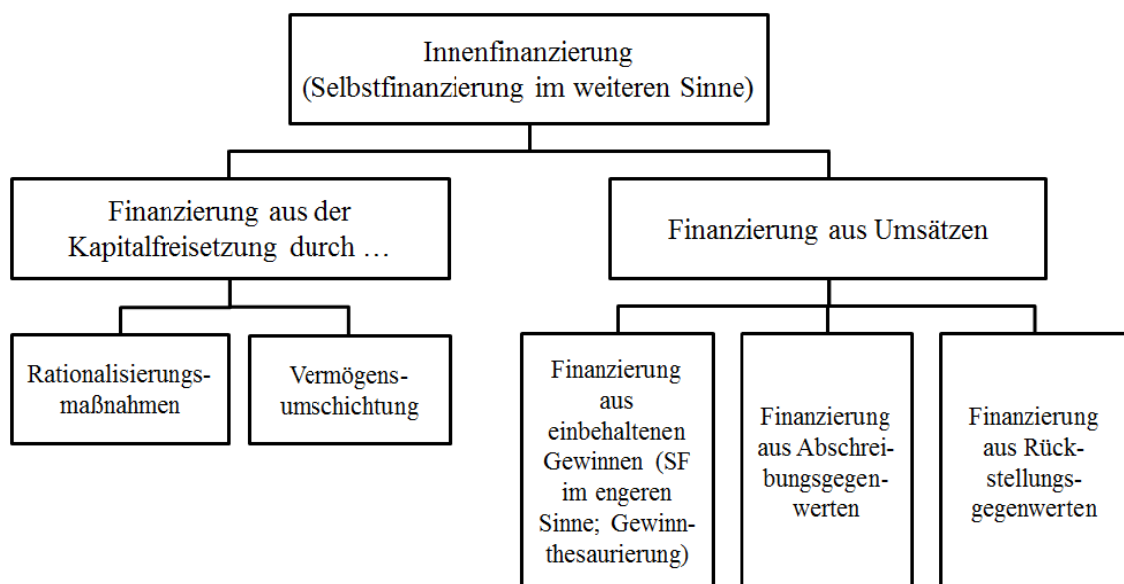 Innenfinanzierung
(Selbstfinanzierung im weiteren Sinne)
Finanzierung aus der
Kapitalfreisetzung durch …
Finanzierung aus Umsätzen
Rationalisierungs-
maßnahmen
Vermögens-
umschichtung
Finanzierung
aus
einbehaltenen
Gewinnen (SF
im engeren
Sinne; Gewinn-
thesaurierung)
Finanzierung
aus Abschrei-
bungsgegen-
werten
Finanzierung
aus Rück-
stellungs-
gegenwerten